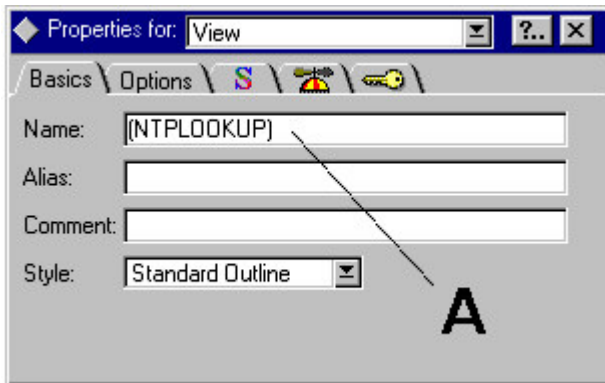 Properties for: View ?..
Basics Options S
Name: (NTPLOOKUP)
Alias:
Comment:
Style: Standard Outline
A